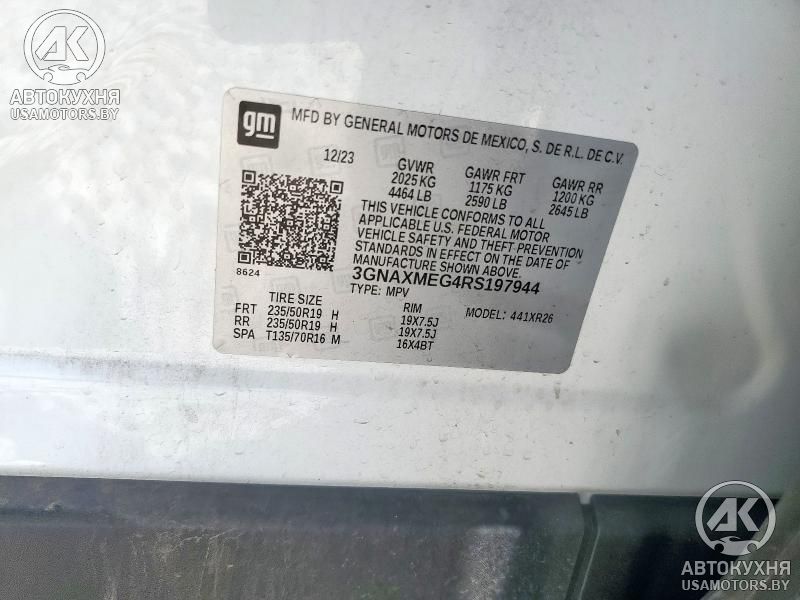 AK
АВТОКУХНЯ
USAMOTORS.BY
gm MFD BY GENERAL MOTORS DE MEXICO, S. DE R.L. DE C.V.
12/23 GVWR GAWR FRT GAWR RR
2025 KG 1175 KG 1200 KG
4464 LB 2590 LB 2645 LB
THIS VEHICLE CONFORMS TO ALL
APPLICABLE U.S. FEDERAL MOTOR
VEHICLE SAFETY AND THEFT PREVENTION
STANDARDS IN EFFECT ON THE DATE OF
MANUFACTURE SHOWN ABOVE.
8624 3GNAXMEG4RS197944
TYPE: MPV
TIRE SIZE RIM MODEL: 441XR26
FRT 235/50R19 H 19X7.5J
RR 235/50R19 H 19X7.5J
SPA T135/70R16 M 16X4BT
AK
АВТОКУХНЯ
USAMOTORS.BY